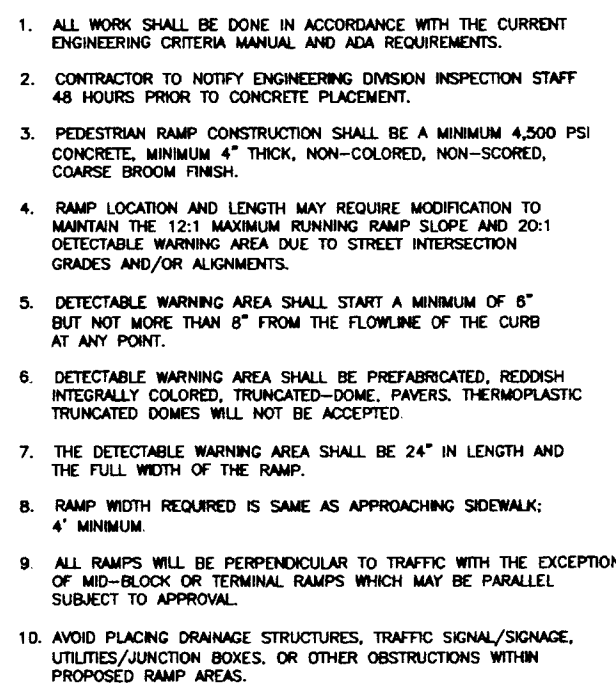 1. ALL WORK SHALL BE DONE IN ACCORDANCE WITH THE CURRENT
ENGINEERING CRITERIA MANUAL AND ADA REQUIREMENTS.
2. CONTRACTOR TO NOTIFY ENGINEERING DIVISION INSPECTION STAFF
48 HOURS PRIOR TO CONCRETE PLACEMENT.
3. PEDESTRIAN RAMP CONSTRUCTION SHALL BE A MINIMUM 4,500 PSI
CONCRETE, MINIMUM 4" THICK, NON-COLORED, NON-SCORED,
COARSE BROOM FINISH.
4. RAMP LOCATION AND LENGTH MAY REQUIRE MODIFICATION TO
MAINTAIN THE 12:1 MAXIMUM RUNNING RAMP SLOPE AND 20:1
DETECTABLE WARNING AREA DUE TO STREET INTERSECTION
GRADES AND/OR ALIGNMENTS.
5. DETECTABLE WARNING AREA SHALL START A MINIMUM OF 6"
BUT NOT MORE THAN 8" FROM THE FLOWLINE OF THE CURB
AT ANY POINT.
6. DETECTABLE WARNING AREA SHALL BE PREFABRICATED, REDDISH
INTEGRALLY COLORED, TRUNCATED-DOME, PAVERS. THERMOPLASTIC
TRUNCATED DOMES WILL NOT BE ACCEPTED.
7. THE DETECTABLE WARNING AREA SHALL BE 24" IN LENGTH AND
THE FULL WIDTH OF THE RAMP.
8. RAMP WIDTH REQUIRED IS SAME AS APPROACHING SIDEWALK;
4' MINIMUM.
9. ALL RAMPS WILL BE PERPENDICULAR TO TRAFFIC WITH THE EXCEPTION
OF MID-BLOCK OR TERMINAL RAMPS WHICH MAY BE PARALLEL
SUBJECT TO APPROVAL.
10. AVOID PLACING DRAINAGE STRUCTURES, TRAFFIC SIGNAL/SIGNAGE,
UTILITIES/JUNCTION BOXES, OR OTHER OBSTRUCTIONS WITHIN
PROPOSED RAMP AREAS.